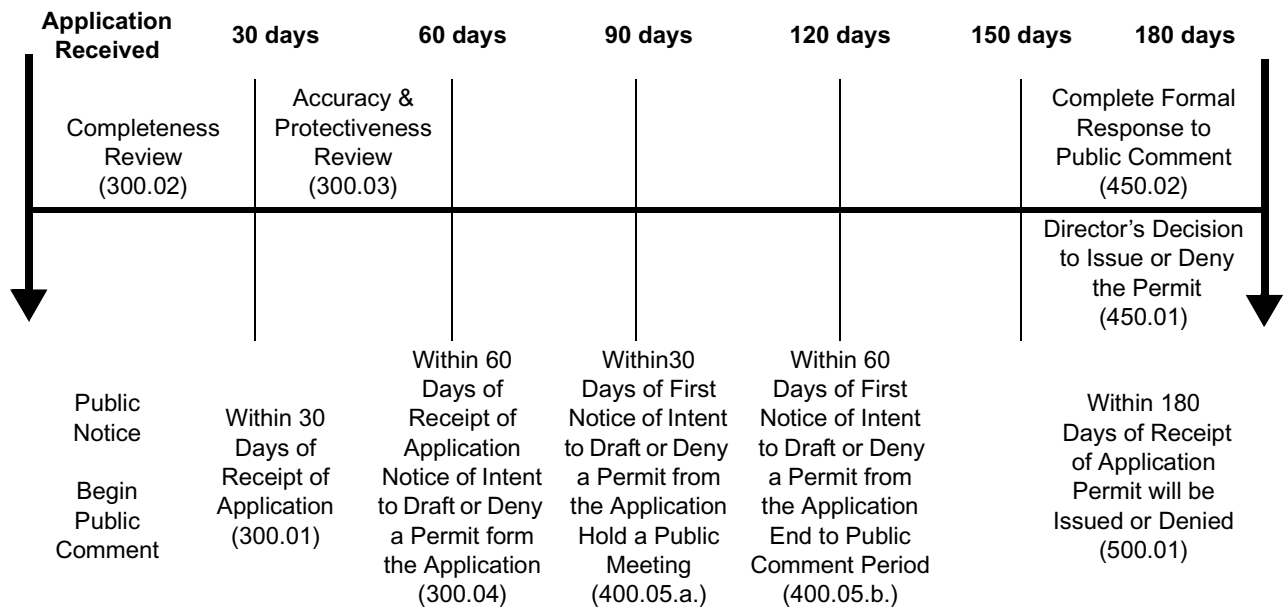 Application
Received
30 days
60 days
90 days
120 days
150 days
180 days
Completeness
Review
(300.02)
Accuracy &
Protectiveness
Review
(300.03)
Complete Formal
Response to
Public Comment
(450.02)
Director's Decision
to Issue or Deny
the Permit
(450.01)
Public
Notice
Begin
Public
Comment
Within 30
Days of
Receipt of
Application
(300.01)
Within 60
Days of
Receipt of
Application
Notice of Intent
to Draft or Deny
a Permit form
the Application
(300.04)
Within30
Days of First
Notice of Intent
to Draft or Deny
a Permit from
the Application
Hold a Public
Meeting
(400.05.a.)
Within 60
Days of First
Notice of Intent
to Draft or Deny
a Permit from
the Application
End to Public
Comment Period
(400.05.b.)
Within 180
Days of Receipt
of Application
Permit will be
Issued or Denied
(500.01)